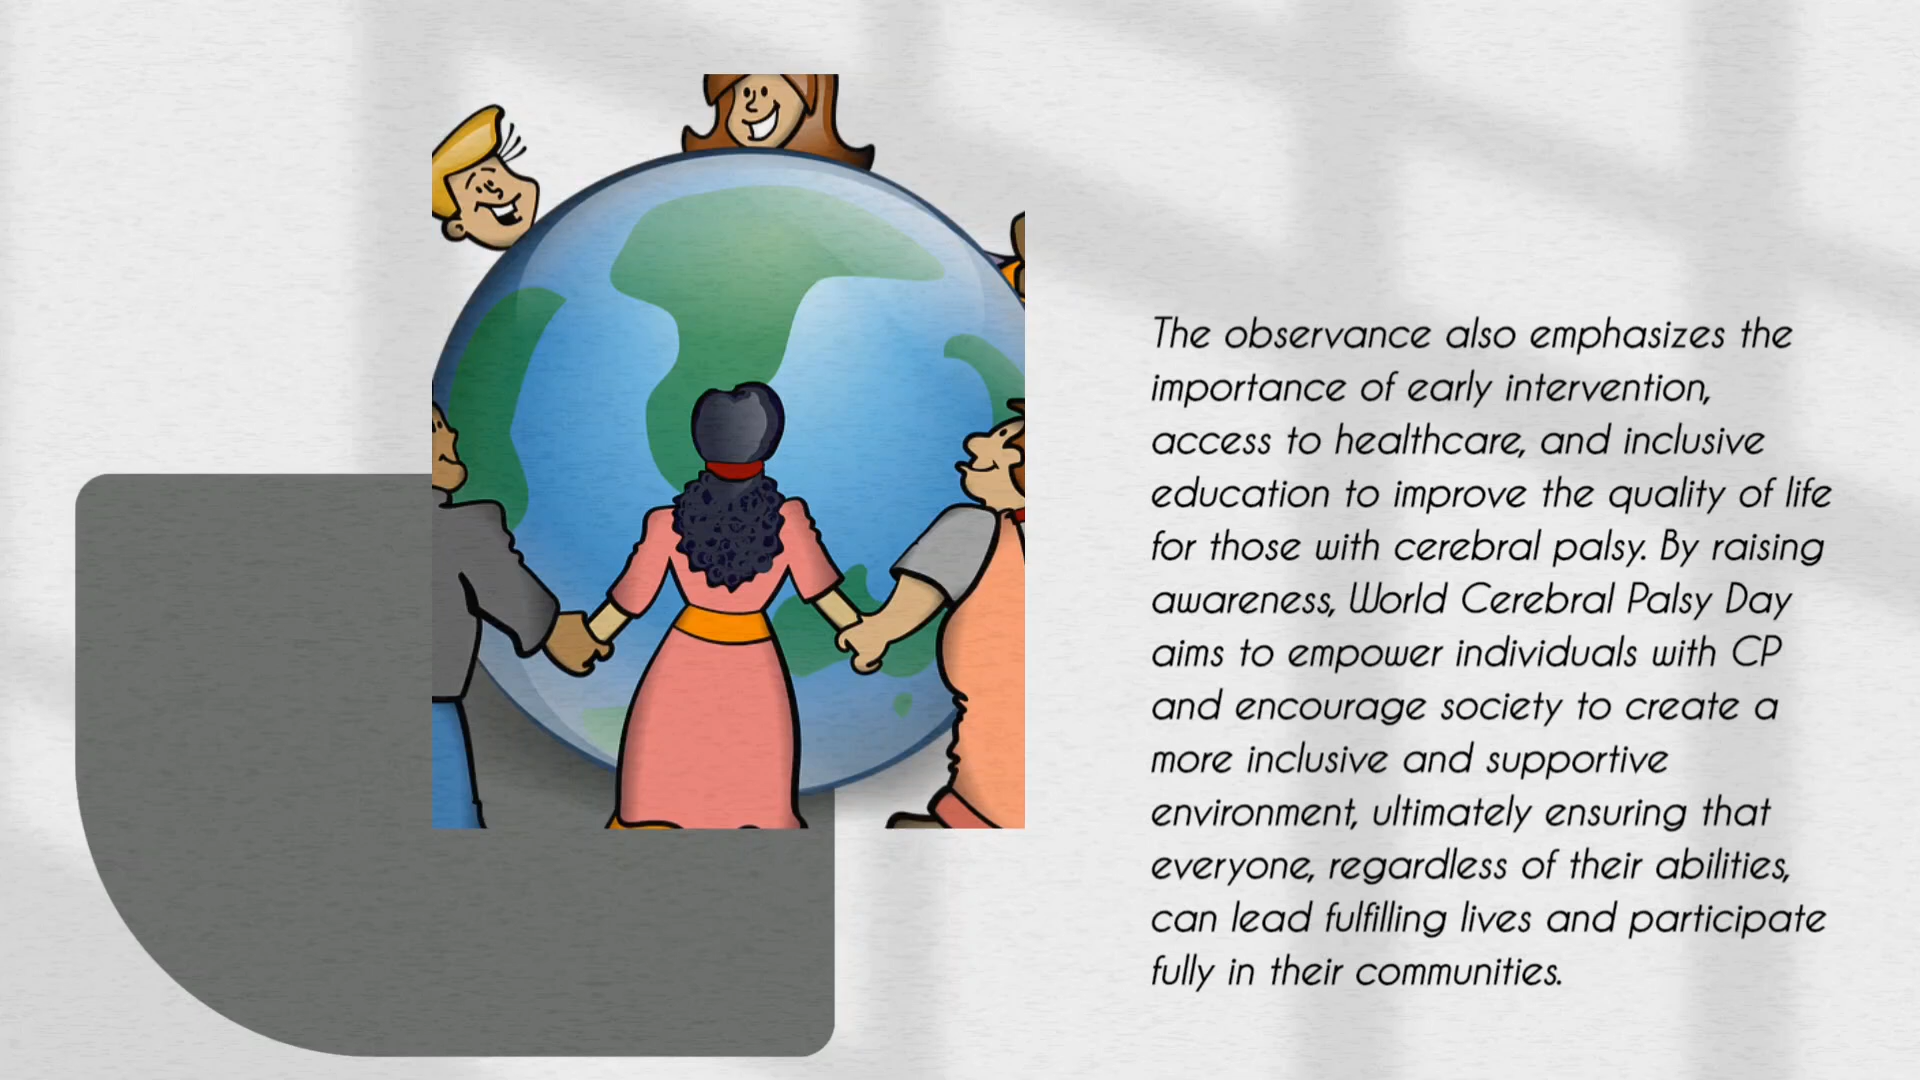 The observance also emphasizes the
importance of early intervention,
access to healthcare, and inclusive
education to improve the quality of life
for those with cerebral palsy. By raising
awareness, World Cerebral Palsy Day
aims to empower individuals with CP
and encourage society to create a
more inclusive and supportive
environment, ultimately ensuring that
everyone, regardless of their abilities,
can lead fulfilling lives and participate
fully in their communities.